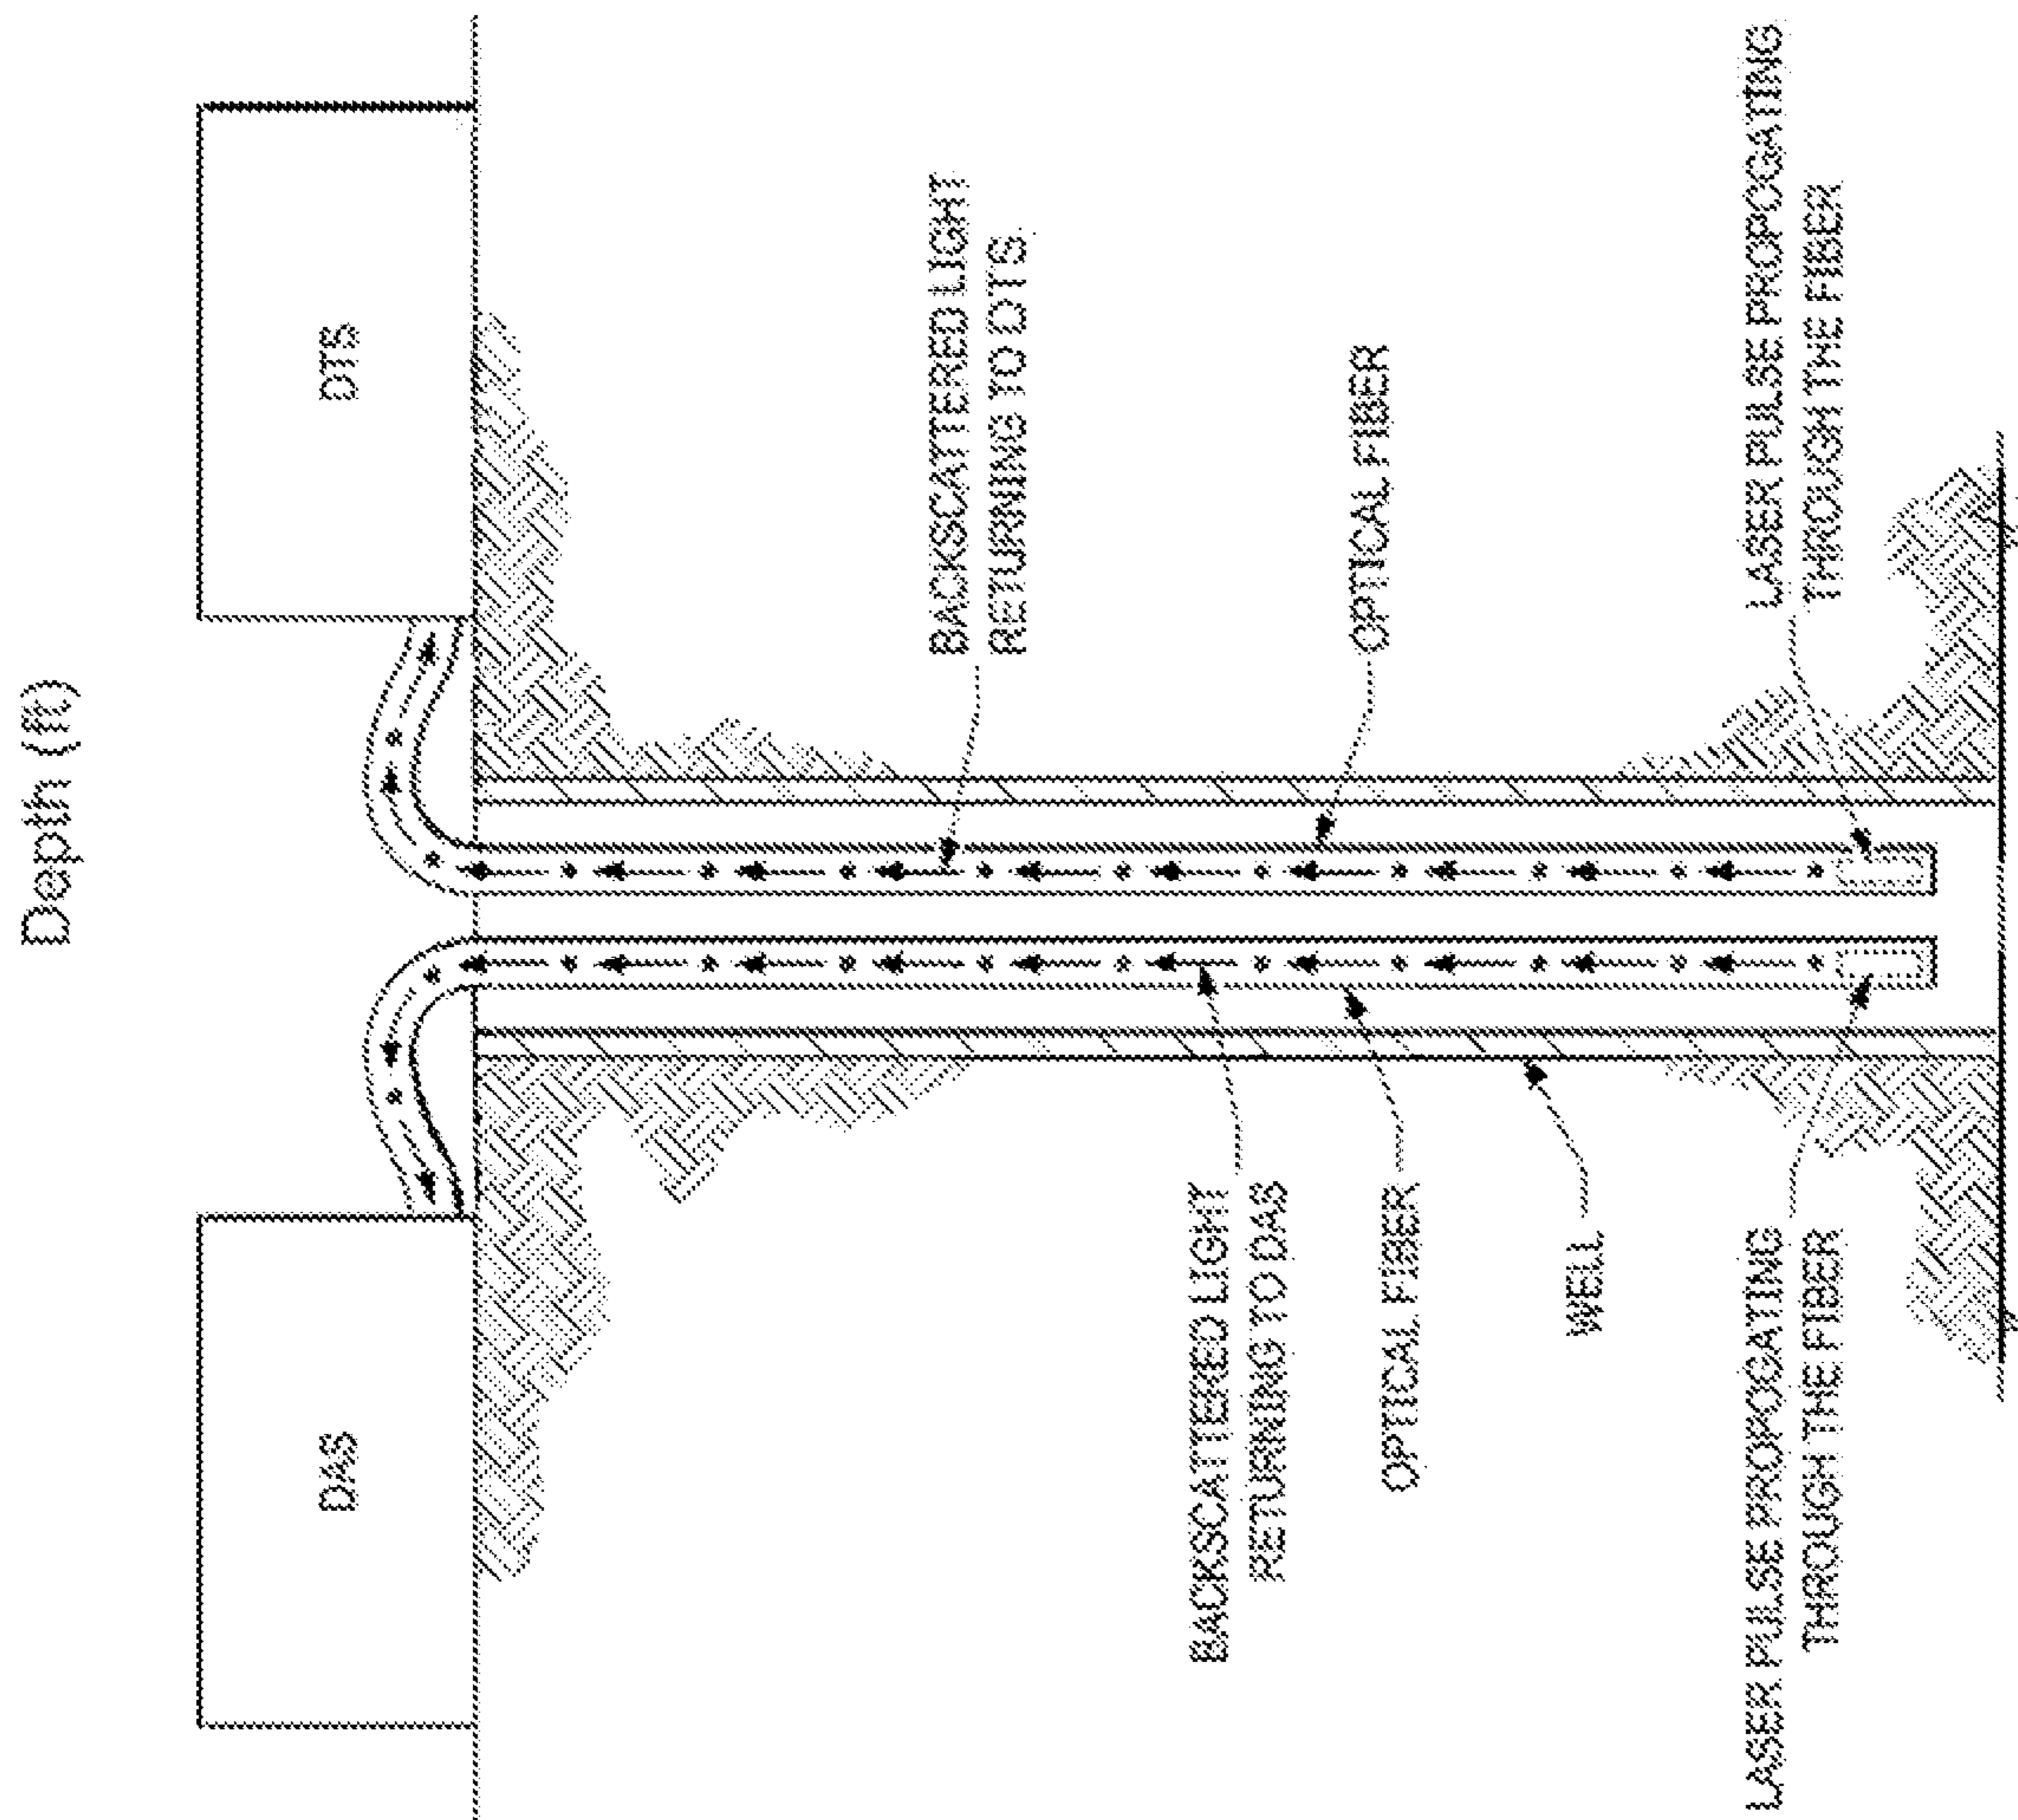 Depth (ft)
DAS
DTS
BACKSCATTERED LIGHT
RETURNING TO DTS
OPTICAL FIBER
LASER PULSE PROPOGATING
THROUGH THE FIBER
BACKSCATTERED LIGHT
RETURNING TO DAS
OPTICAL FIBER
WELL
LASER PULSE PROPOGATING
THROUGH THE FIBER